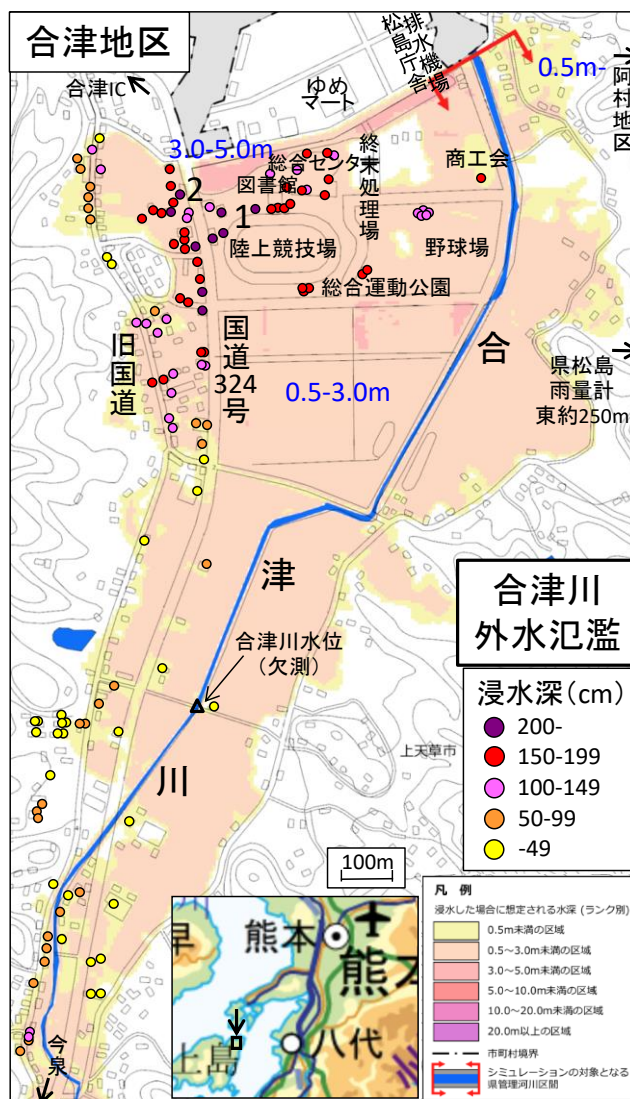 合津地区
合津IC
ゆめ
マート
松島庁舎
排水機場
0.5m-
阿村地区
3.0-5.0m
総合センター
図書館
終末処理場
商工会
2
1
陸上競技場
野球場
総合運動公園
旧国道
国道
324
号
0.5-3.0m
合
県松島
雨量計
東約250m
津
合津川水位
(欠測)
川
上天草市
今泉
100m
合津川
外水氾濫
浸水深(cm)
200-
150-199
100-149
50-99
-49
凡 例
浸水した場合に想定される水深 (ランク別)
0.5m未満の区域
0.5~3.0m未満の区域
3.0~5.0m未満の区域
5.0~10.0m未満の区域
10.0~20.0m未満の区域
20.0m以上の区域
市町村境界
シミュレーションの対象となる
県管理河川区間
熊本
熊本
八代
上島